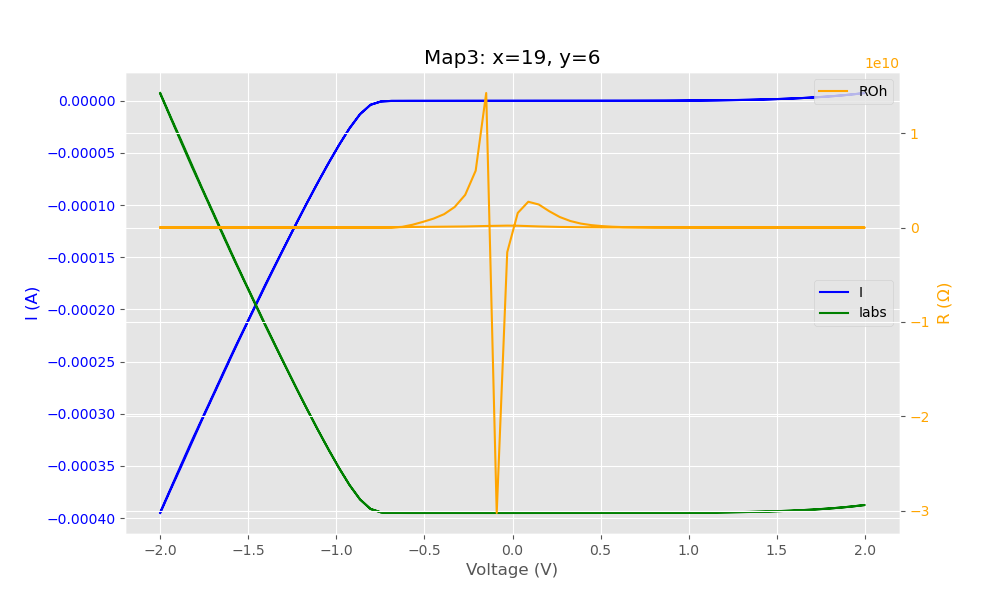 Map3: x=19, y=6
1e10
ROh
I
Iabs
I (A)
0.00000
−0.00005
−0.00010
−0.00015
−0.00020
−0.00025
−0.00030
−0.00035
−0.00040
R (Ω)
1
0
−1
−2
−3
−2.0 −1.5 −1.0 −0.5 0.0 0.5 1.0 1.5 2.0
Voltage (V)